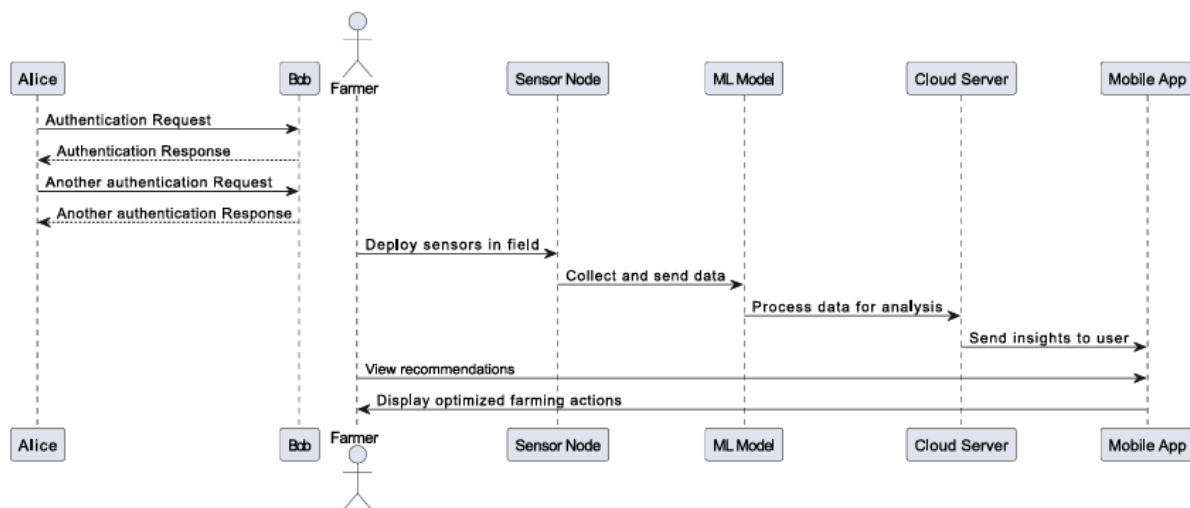 Alice
Bob
Farmer
Sensor Node
ML Model
Cloud Server
Mobile App
Authentication Request
Authentication Response
Another authentication Request
Another authentication Response
Deploy sensors in field
Collect and send data
Process data for analysis
Send insights to user
View recommendations
Display optimized farming actions
Alice
Bob
Farmer
Sensor Node
ML Model
Cloud Server
Mobile App